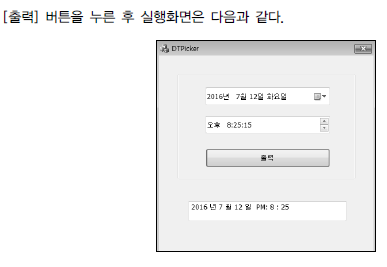 [출력] 버튼을 누른 후 실행화면은 다음과 같다.
DTPicker
2016년 7월 12일 화요일
오후 8:25:15
출력
2016 년 7 월 12 일 PM: 8 : 25